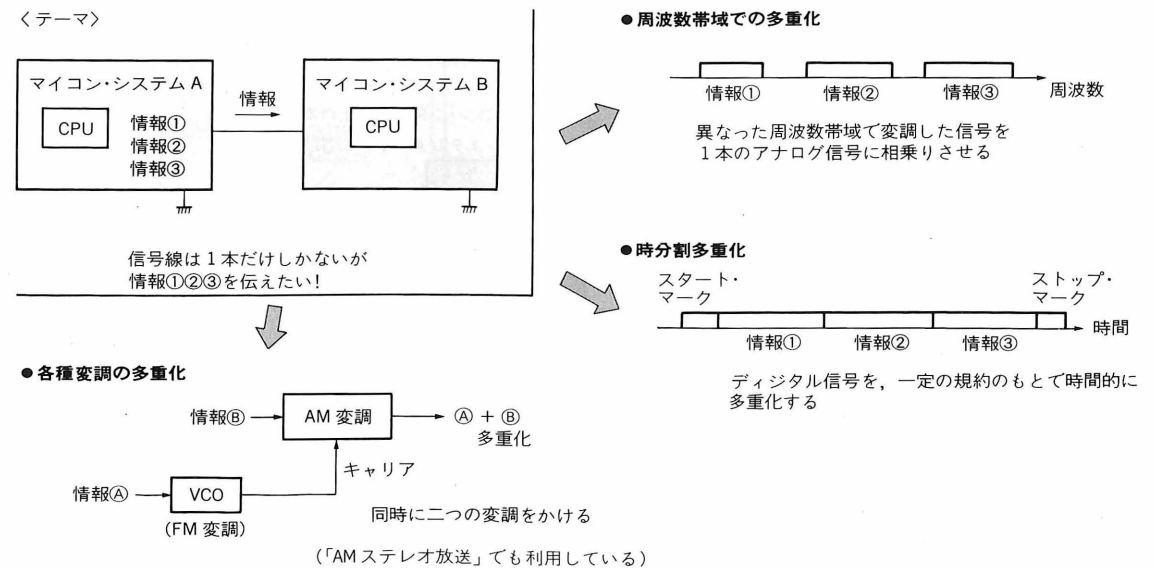 〈テーマ〉
マイコン・システム A
CPU
情報①
情報②
情報③
情報
マイコン・システム B
CPU
信号線は1本だけしかないが
情報①②③を伝えたい!
●周波数帯域での多重化
情報①
情報②
情報③
周波数
異なった周波数帯域で変調した信号を
1本のアナログ信号に相乗りさせる
●時分割多重化
スタート・
マーク
ストップ・
マーク
情報①
情報②
情報③
時間
ディジタル信号を，一定の規約のもとで時間的に
多重化する
●各種変調の多重化
情報Ⓑ
AM 変調
Ⓐ + Ⓑ
多重化
キャリア
情報Ⓐ
VCO
(FM 変調)
同時に二つの変調をかける
(「AM ステレオ放送」でも利用している)